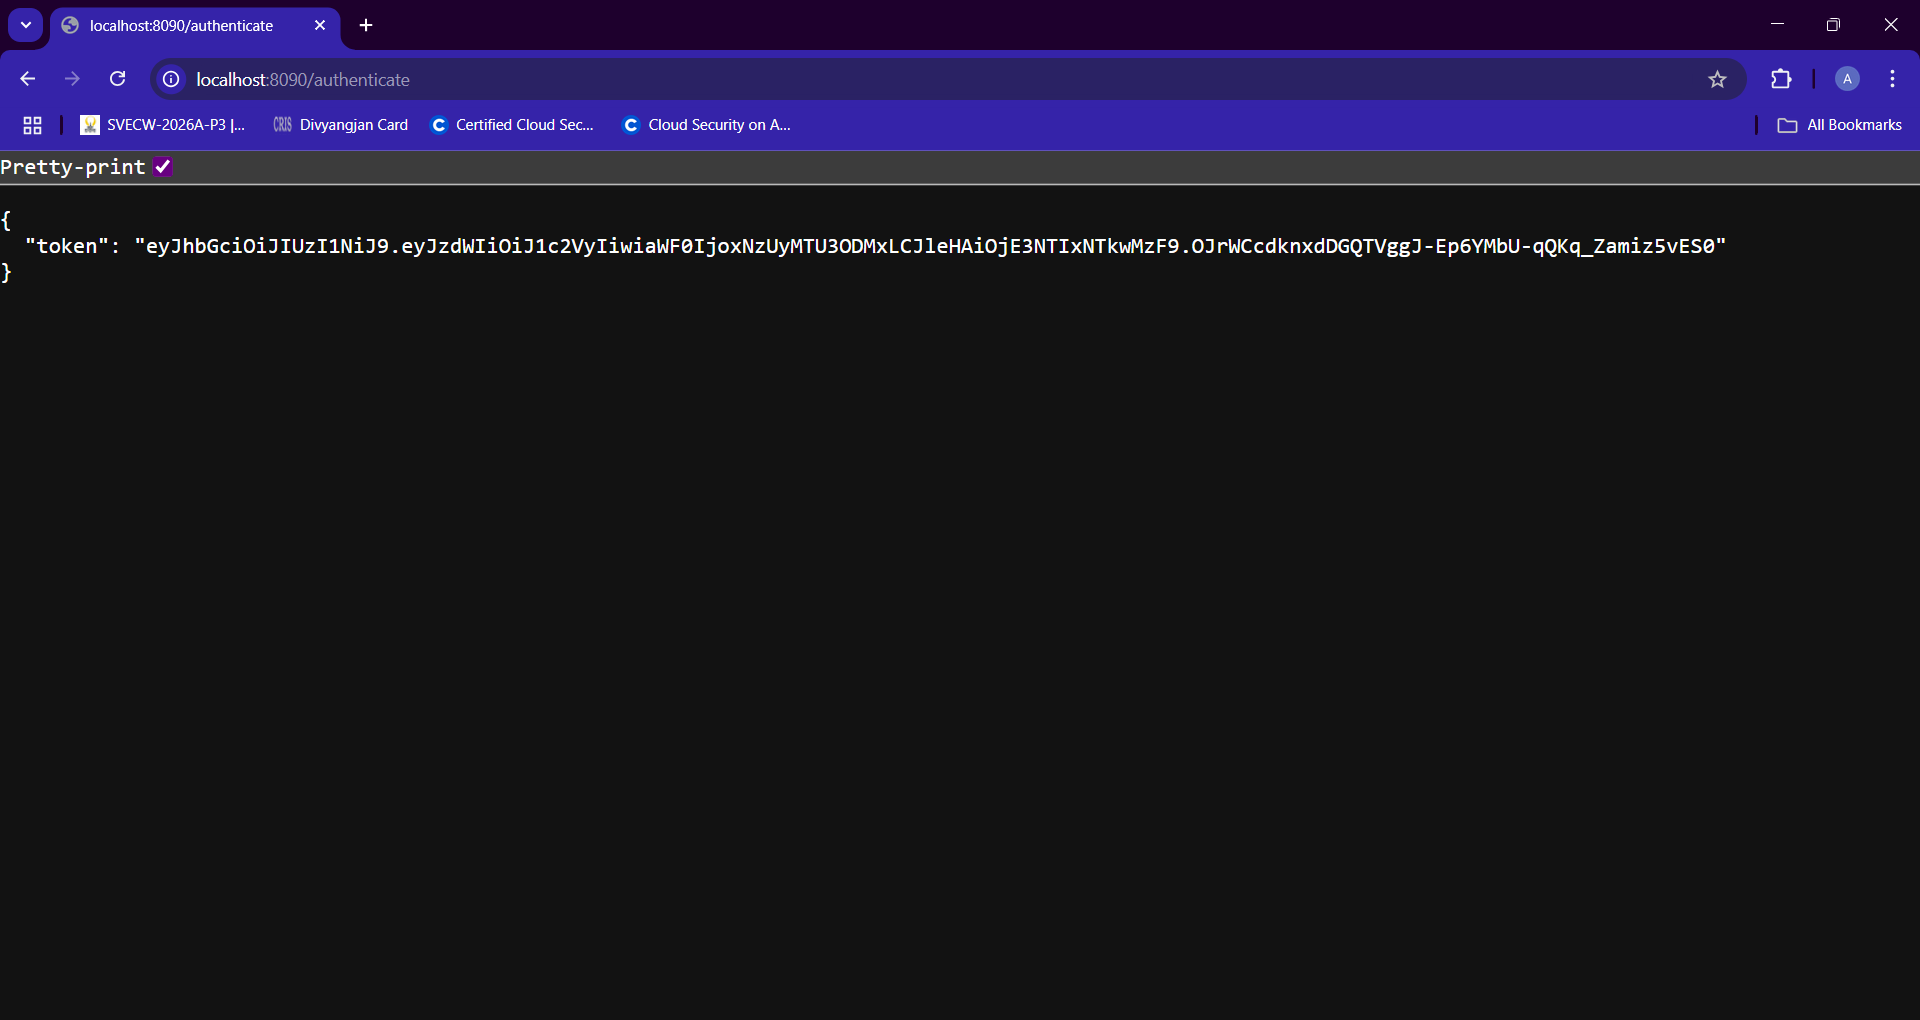 localhost:8090/authenticate
localhost:8090/authenticate
A
SVECW-2026A-P3 |...
CRIS Divyangjan Card
C Certified Cloud Sec...
C Cloud Security on A...
All Bookmarks
Pretty-print
{
"token": "eyJhbGciOiJIUzI1NiJ9.eyJzdWIiOiJ1c2VyIiwiaWF0IjoxNzUyMTU3ODMxLCJleHAiOjE3NTIxNTkwMzF9.OJrWCcdknxdDGQTVggJ-Ep6YMbU-qQKq_Zamiz5vES0"
}